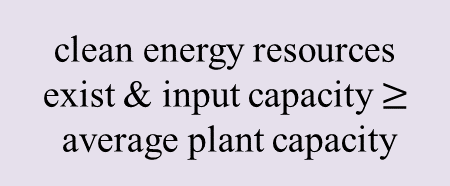 clean energy resources
exist & input capacity ≥
average plant capacity